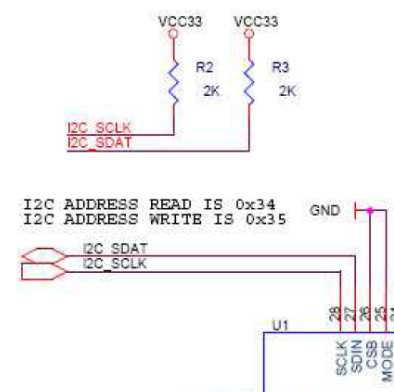 VCC33 VCC33
R2 R3
2K 2K
I2C_SCLK
I2C_SDAT
I2C ADDRESS READ IS 0x34
I2C ADDRESS WRITE IS 0x35
GND
I2C_SDAT
I2C_SCLK
28 27 26 25
U1
SCLK SDIN CSB MODE